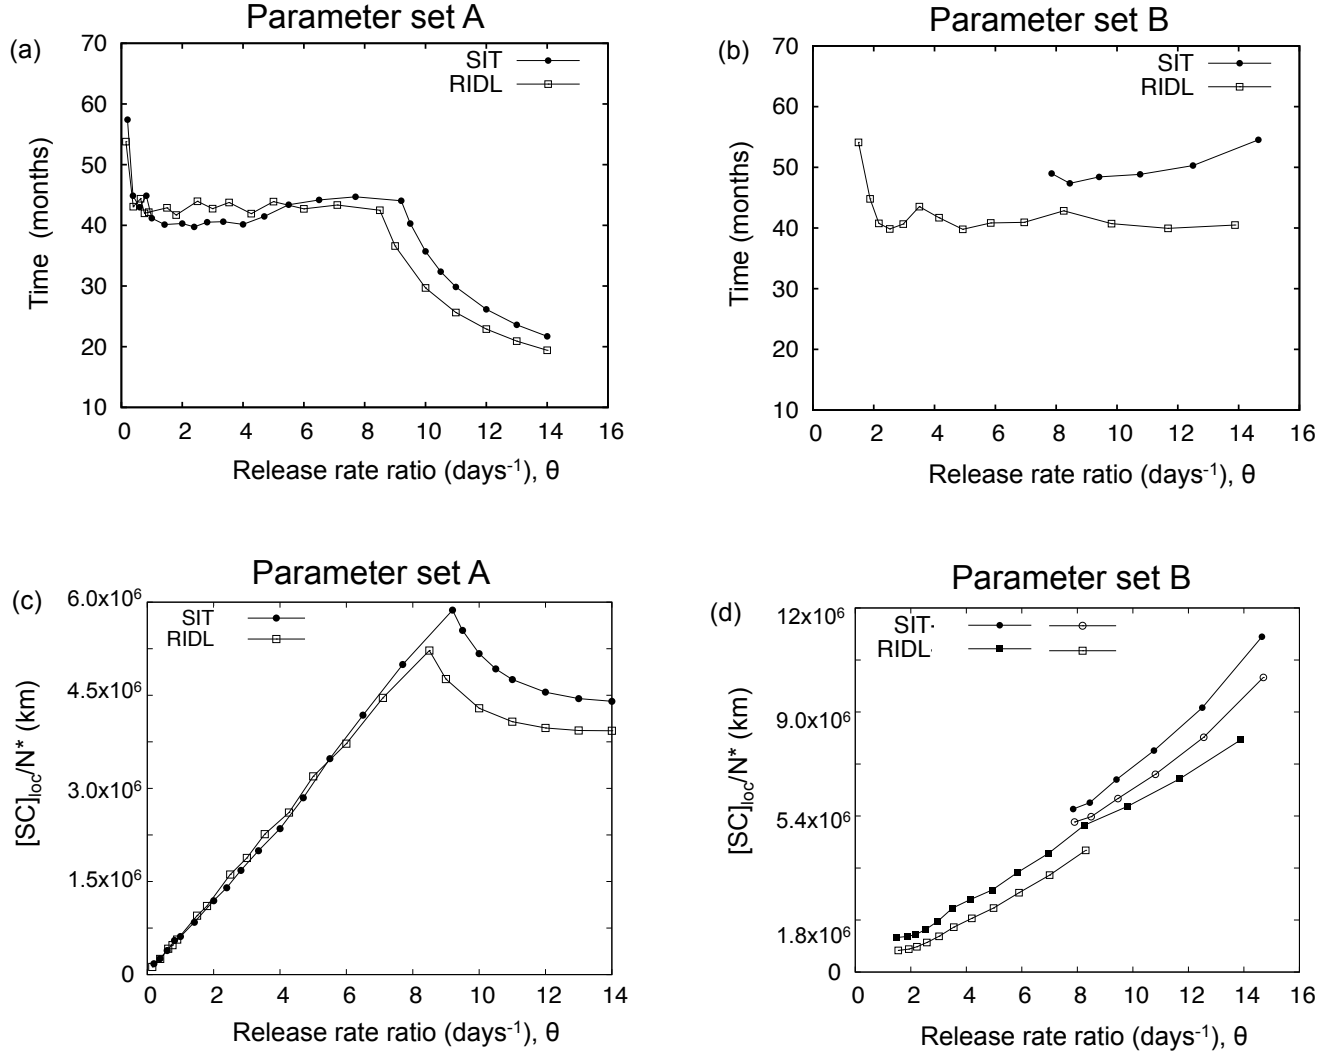 Parameter set A
(a)
70
60
50
40
30
20
10
0 2 4 6 8 10 12 14 16
Time (months)
Release rate ratio (days⁻¹), θ
SIT
RIDL
Parameter set B
(b)
70
60
50
40
30
20
10
0 2 4 6 8 10 12 14 16
Time (months)
Release rate ratio (days⁻¹), θ
SIT
RIDL
Parameter set A
(c)
6.0x10⁶
4.5x10⁶
3.0x10⁶
1.5x10⁶
0
0 2 4 6 8 10 12 14
[SC]loc/N* (km)
Release rate ratio (days⁻¹), θ
SIT
RIDL
Parameter set B
(d)
12x10⁶
9.0x10⁶
5.4x10⁶
1.8x10⁶
0
0 2 4 6 8 10 12 14 16
[SC]loc/N* (km)
Release rate ratio (days⁻¹), θ
SIT
RIDL